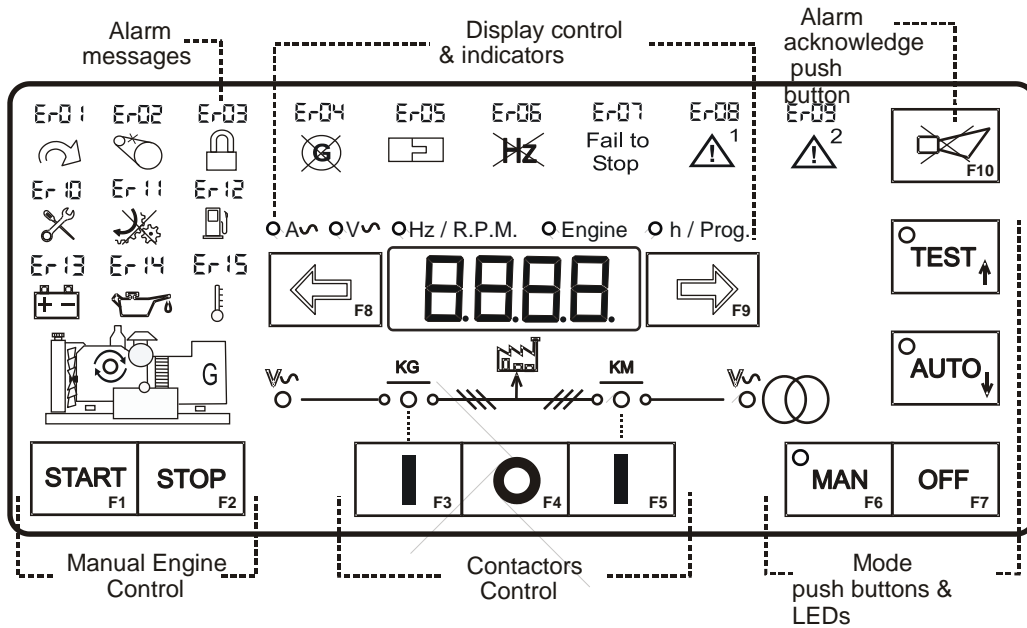 Alarm
messages
Display control
& indicators
Alarm
acknowledge
push
button
Er01 Er02 Er03 Er04 Er05 Er06 Er07 Er08 Er09
G Hz Fail to
Stop
1 2
F10
Er10 Er11 Er12
A V Hz / R.P.M. Engine h / Prog.
TEST
Er13 Er14 Er15
F8 8.8.8.8. F9
+ -
G
KG KM
V V
AUTO
START F1 STOP F2
F3 F4 F5
MAN F6 OFF F7
Manual Engine
Control
Contactors
Control
Mode
push buttons &
LEDs